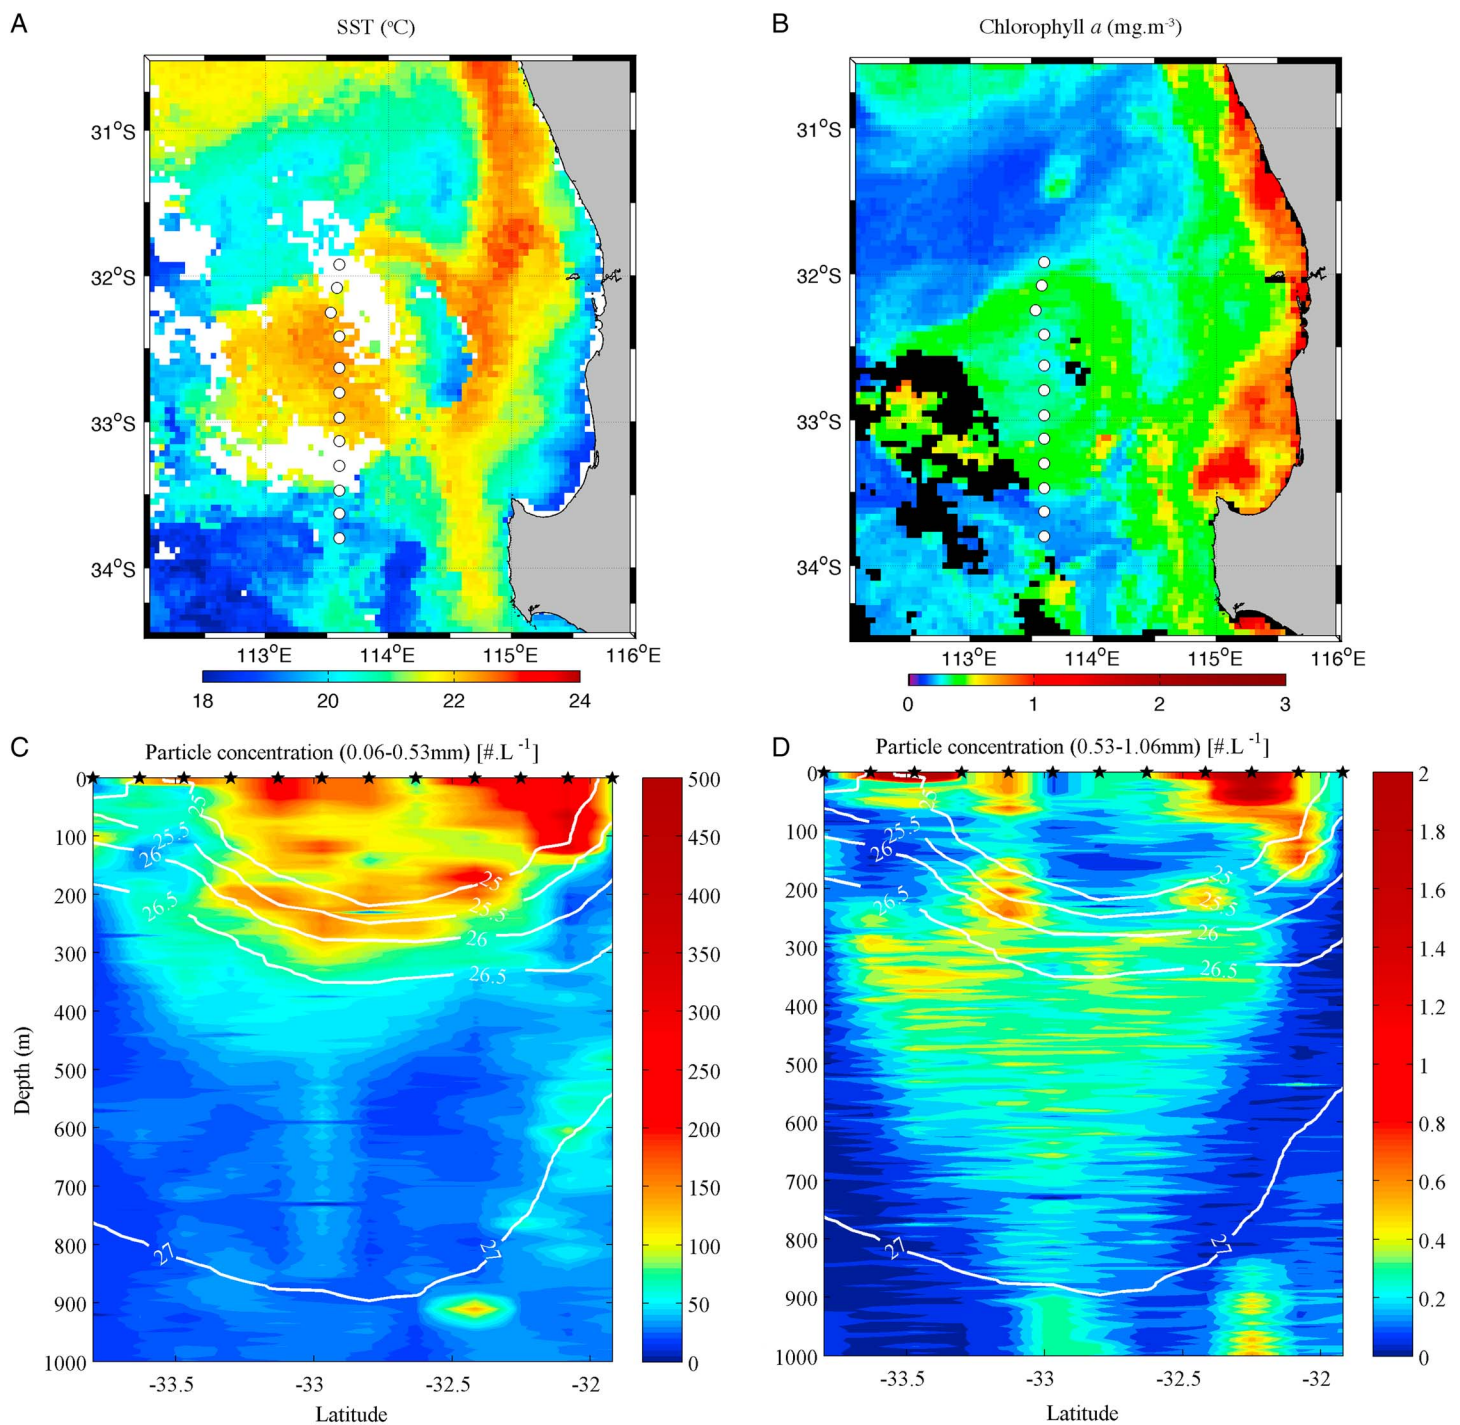 A
SST (°C)
31°S
32°S
33°S
34°S
113°E
114°E
115°E
116°E
18
20
22
24
B
Chlorophyll a (mg.m-3)
31°S
32°S
33°S
34°S
113°E
114°E
115°E
116°E
0
1
2
3
C
Particle concentration (0.06-0.53mm) [#.L -1]
0
100
200
300
400
500
600
700
800
900
1000
Depth (m)
25
25.5
26
26.5
25
25.5
26
26.5
27
27
-33.5
-33
-32.5
-32
Latitude
500
450
400
350
300
250
200
150
100
50
0
D
Particle concentration (0.53-1.06mm) [#.L -1]
0
100
200
300
400
500
600
700
800
900
1000
25
25.5
26
26.5
25
25.5
26
26.5
27
27
-33.5
-33
-32.5
-32
Latitude
2
1.8
1.6
1.4
1.2
1
0.8
0.6
0.4
0.2
0